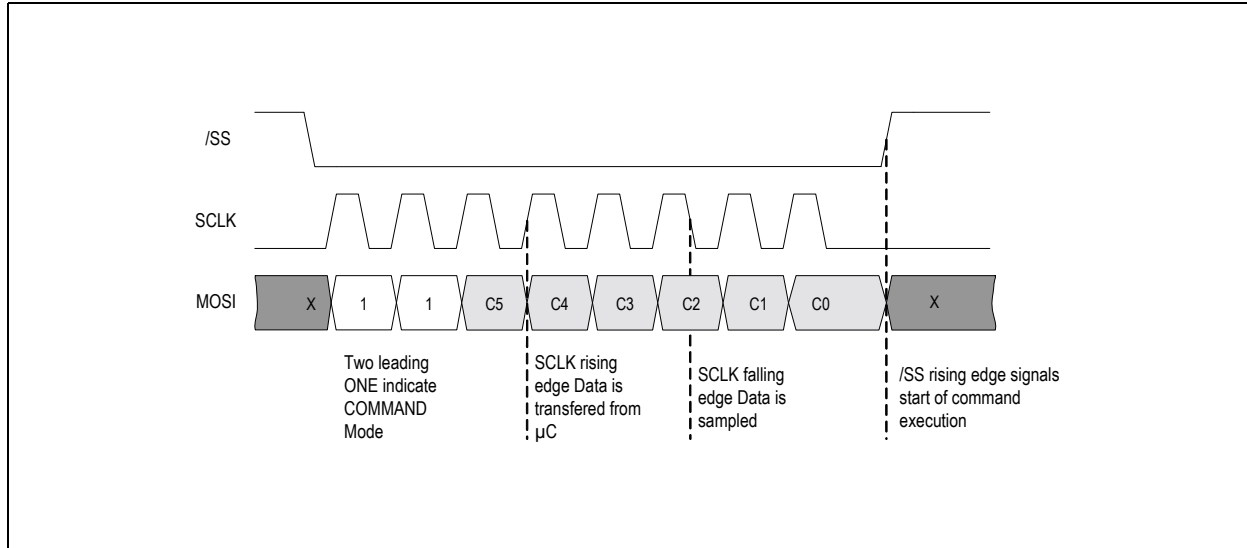 /SS
SCLK
MOSI
X
1
1
C5
C4
C3
C2
C1
C0
X
Two leading
ONE indicate
COMMAND
Mode
SCLK rising
edge Data is
transfered from
µC
SCLK falling
edge Data is
sampled
/SS rising edge signals
start of command
execution